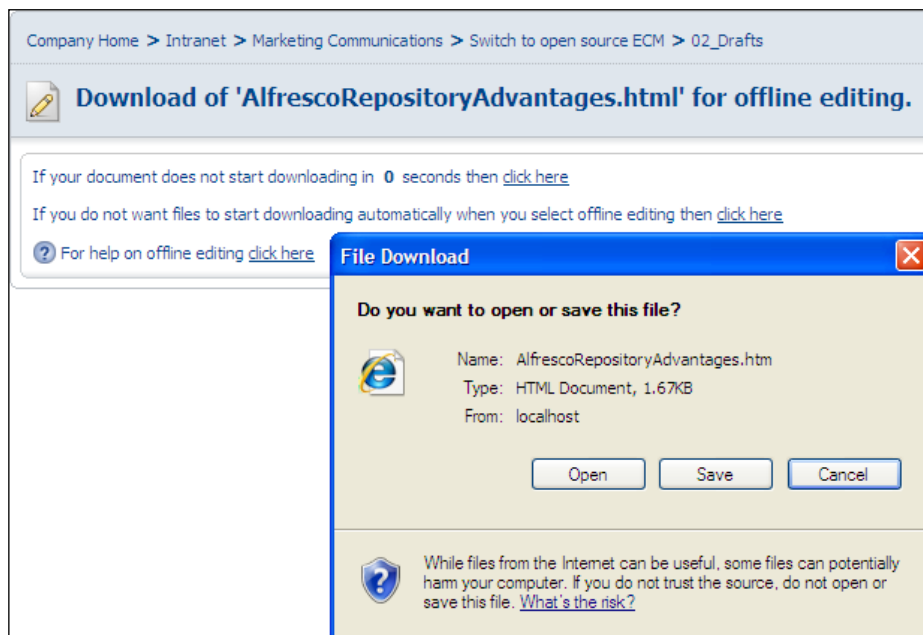 Company Home > Intranet > Marketing Communications > Switch to open source ECM > 02_Drafts
Download of 'AlfrescoRepositoryAdvantages.html' for offline editing.
If your document does not start downloading in 0 seconds then click here
If you do not want files to start downloading automatically when you select offline editing then click here
? For help on offline editing click here
File Download
Do you want to open or save this file?
Name: AlfrescoRepositoryAdvantages.htm
Type: HTML Document, 1.67KB
From: localhost
Open Save Cancel
While files from the Internet can be useful, some files can potentially
harm your computer. If you do not trust the source, do not open or
save this file. What's the risk?